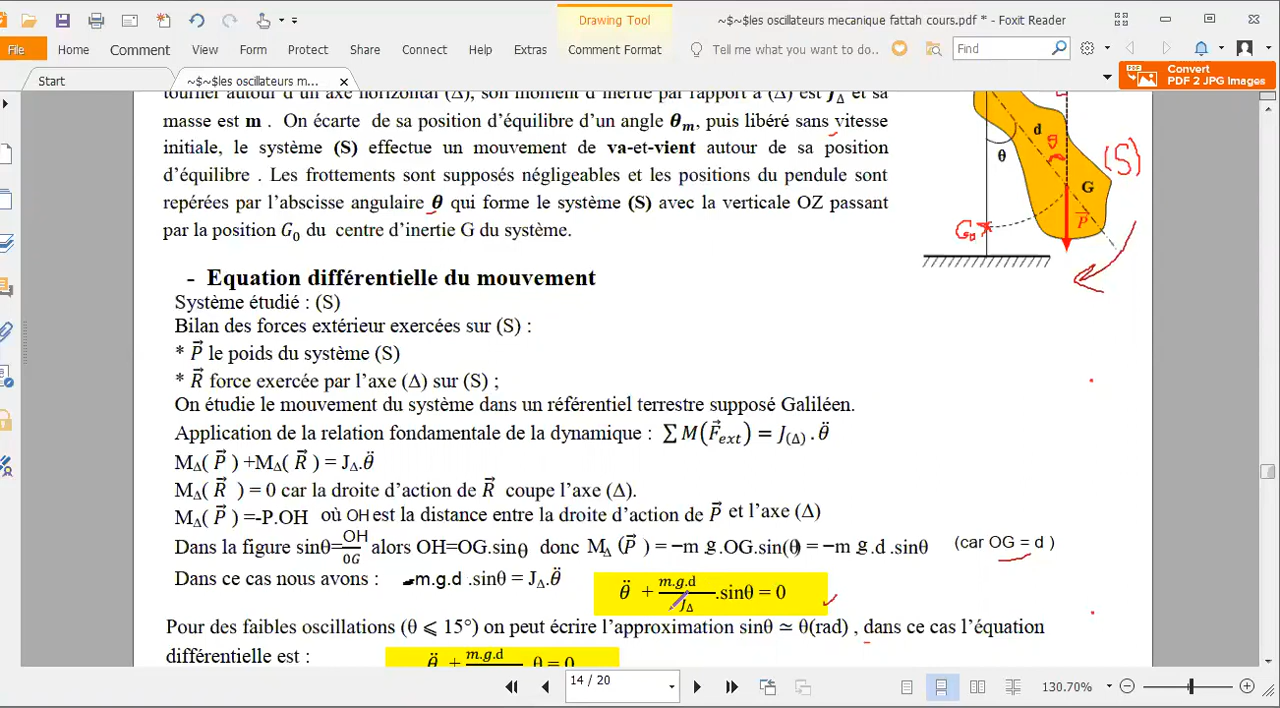 Drawing Tool
~$~$les oscillateurs mecanique fattah cours.pdf * - Foxit Reader
File Home Comment View Form Protect Share Connect Help Extras Comment Format Tell me what you want to do.. Find
Start ~$~$les oscillateurs m... Convert PDF 2 JPG Images
tourner autour d'un axe horizontal (Δ), son moment d'inertie par rapport à (Δ) est J_Δ et sa
masse est m . On écarte de sa position d'équilibre d'un angle θ_m, puis libéré sans vitesse
initiale, le système (S) effectue un mouvement de va-et-vient autour de sa position
d'équilibre . Les frottements sont supposés négligeables et les positions du pendule sont
repérées par l'abscisse angulaire θ qui forme le système (S) avec la verticale OZ passant
par la position G₀ du centre d'inertie G du système.
d
θ
θ
(S)
G
P⃗
G₀
- Equation différentielle du mouvement
Système étudié : (S)
Bilan des forces extérieur exercées sur (S) :
* P⃗ le poids du système (S)
* R⃗ force exercée par l'axe (Δ) sur (S) ;
On étudie le mouvement du système dans un référentiel terrestre supposé Galiléen.
Application de la relation fondamentale de la dynamique : ∑ M(F⃗ext) = J(Δ) . θ̈
M_Δ( P⃗ ) +M_Δ( R⃗ ) = J_Δ.θ̈
M_Δ( R⃗ ) = 0 car la droite d'action de R⃗ coupe l'axe (Δ).
M_Δ( P⃗ ) =-P.OH où OH est la distance entre la droite d'action de P⃗ et l'axe (Δ)
Dans la figure sinθ=OH/OG alors OH=OG.sinθ donc M_Δ (P⃗ ) = −m g.OG.sin(θ) = −m g.d .sinθ (car OG = d )
Dans ce cas nous avons : -m.g.d .sinθ = J_Δ.θ̈ θ̈ + m.g.d/J_Δ .sinθ = 0
Pour des faibles oscillations (θ ⩽ 15°) on peut écrire l'approximation sinθ ≃ θ(rad) , dans ce cas l'équation
différentielle est : θ̈ + m.g.d θ = 0
14 / 20 130.70%